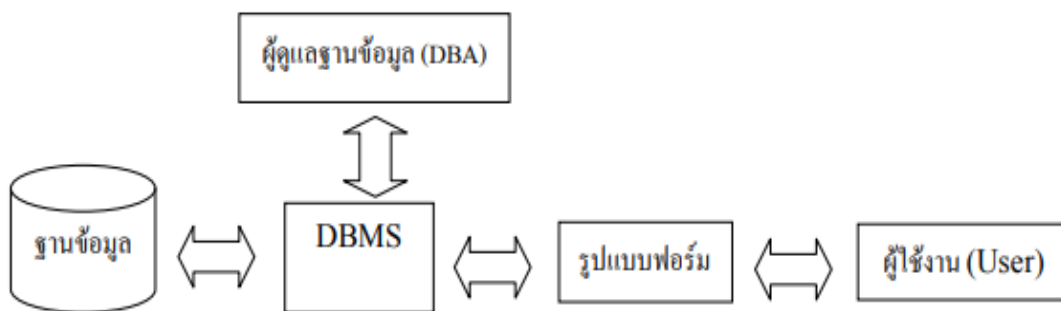 ผู้ดูแลฐานข้อมูล (DBA)
ฐานข้อมูล
DBMS
รูปแบบฟอร์ม
ผู้ใช้งาน (User)